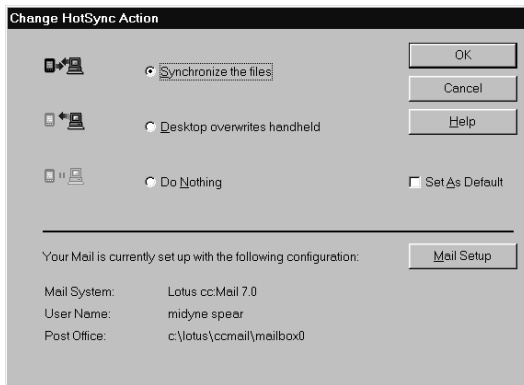 Change HotSync Action
Synchronize the files
OK
Cancel
Desktop overwrites handheld
Help
Do Nothing
Set As Default
Your Mail is currently set up with the following configuration:
Mail Setup
Mail System: Lotus cc:Mail 7.0
User Name: midyne spear
Post Office: c:\lotus\ccmail\mailbox0